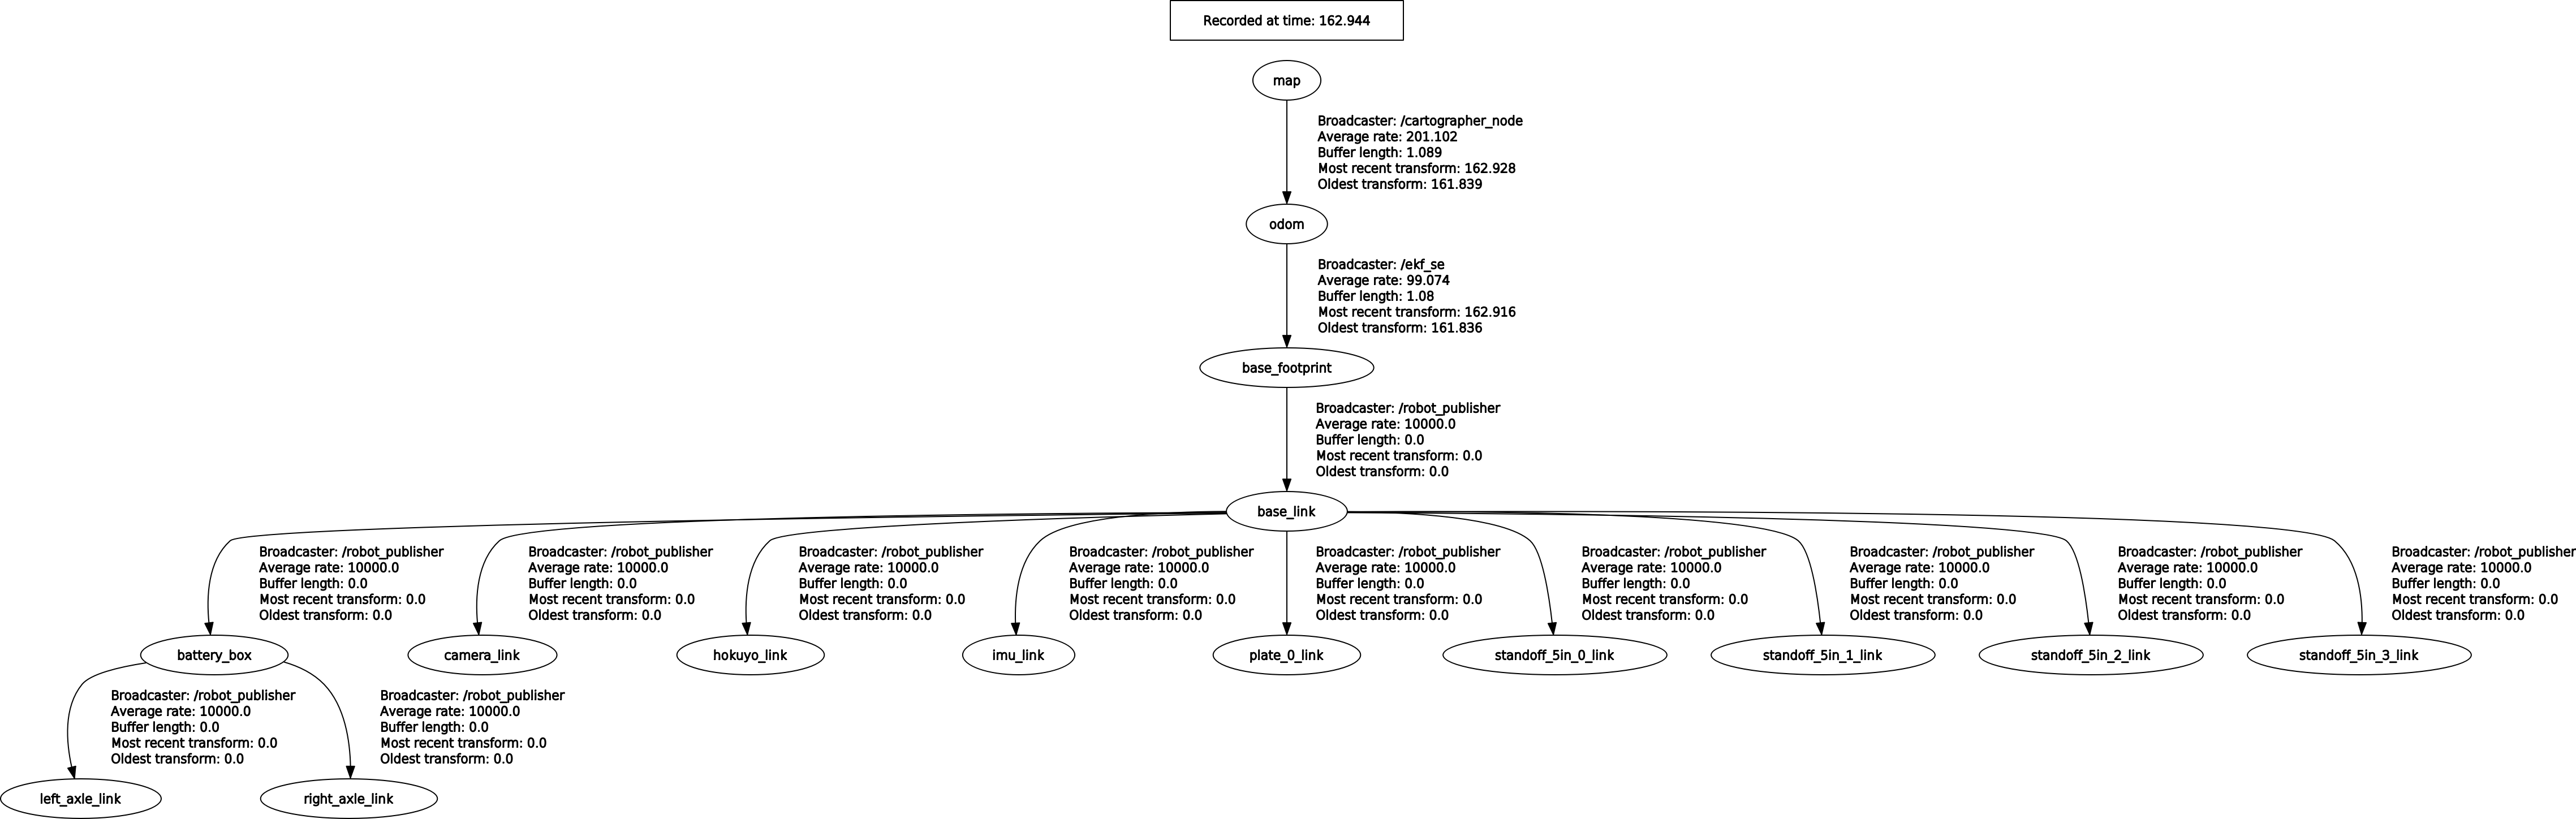 Recorded at time: 162.944
map
Broadcaster: /cartographer_node
Average rate: 201.102
Buffer length: 1.089
Most recent transform: 162.928
Oldest transform: 161.839
odom
Broadcaster: /ekf_se
Average rate: 99.074
Buffer length: 1.08
Most recent transform: 162.916
Oldest transform: 161.836
base_footprint
Broadcaster: /robot_publisher
Average rate: 10000.0
Buffer length: 0.0
Most recent transform: 0.0
Oldest transform: 0.0
base_link
Broadcaster: /robot_publisher
Average rate: 10000.0
Buffer length: 0.0
Most recent transform: 0.0
Oldest transform: 0.0
Broadcaster: /robot_publisher
Average rate: 10000.0
Buffer length: 0.0
Most recent transform: 0.0
Oldest transform: 0.0
Broadcaster: /robot_publisher
Average rate: 10000.0
Buffer length: 0.0
Most recent transform: 0.0
Oldest transform: 0.0
Broadcaster: /robot_publisher
Average rate: 10000.0
Buffer length: 0.0
Most recent transform: 0.0
Oldest transform: 0.0
Broadcaster: /robot_publisher
Average rate: 10000.0
Buffer length: 0.0
Most recent transform: 0.0
Oldest transform: 0.0
Broadcaster: /robot_publisher
Average rate: 10000.0
Buffer length: 0.0
Most recent transform: 0.0
Oldest transform: 0.0
Broadcaster: /robot_publisher
Average rate: 10000.0
Buffer length: 0.0
Most recent transform: 0.0
Oldest transform: 0.0
Broadcaster: /robot_publisher
Average rate: 10000.0
Buffer length: 0.0
Most recent transform: 0.0
Oldest transform: 0.0
Broadcaster: /robot_publisher
Average rate: 10000.0
Buffer length: 0.0
Most recent transform: 0.0
Oldest transform: 0.0
battery_box
camera_link
hokuyo_link
imu_link
plate_0_link
standoff_5in_0_link
standoff_5in_1_link
standoff_5in_2_link
standoff_5in_3_link
Broadcaster: /robot_publisher
Average rate: 10000.0
Buffer length: 0.0
Most recent transform: 0.0
Oldest transform: 0.0
Broadcaster: /robot_publisher
Average rate: 10000.0
Buffer length: 0.0
Most recent transform: 0.0
Oldest transform: 0.0
left_axle_link
right_axle_link